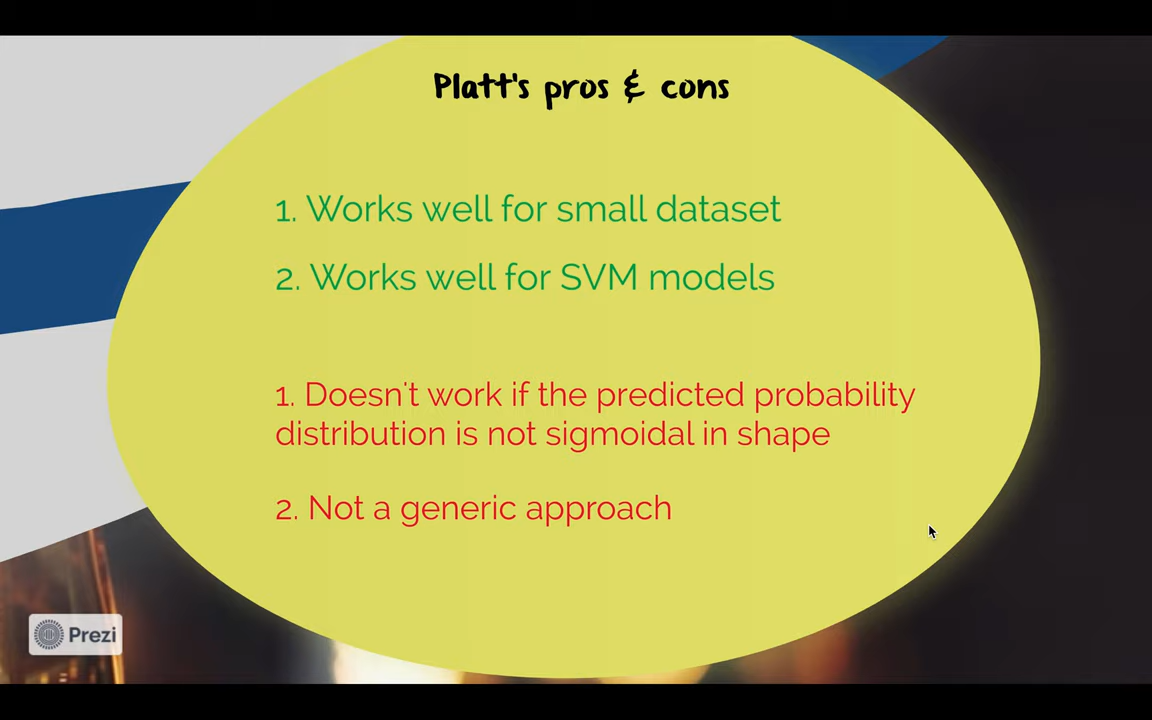 Platt's pros & cons
1. Works well for small dataset
2. Works well for SVM models
1. Doesn't work if the predicted probability
distribution is not sigmoidal in shape
2. Not a generic approach
Prezi